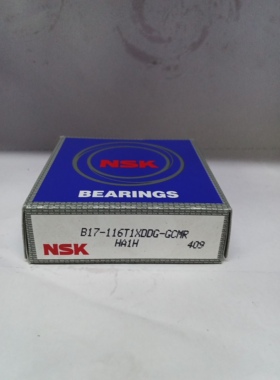 NSK
BEARINGS
B17-116T1XDDG-GCMR
NSK
HA1H
409